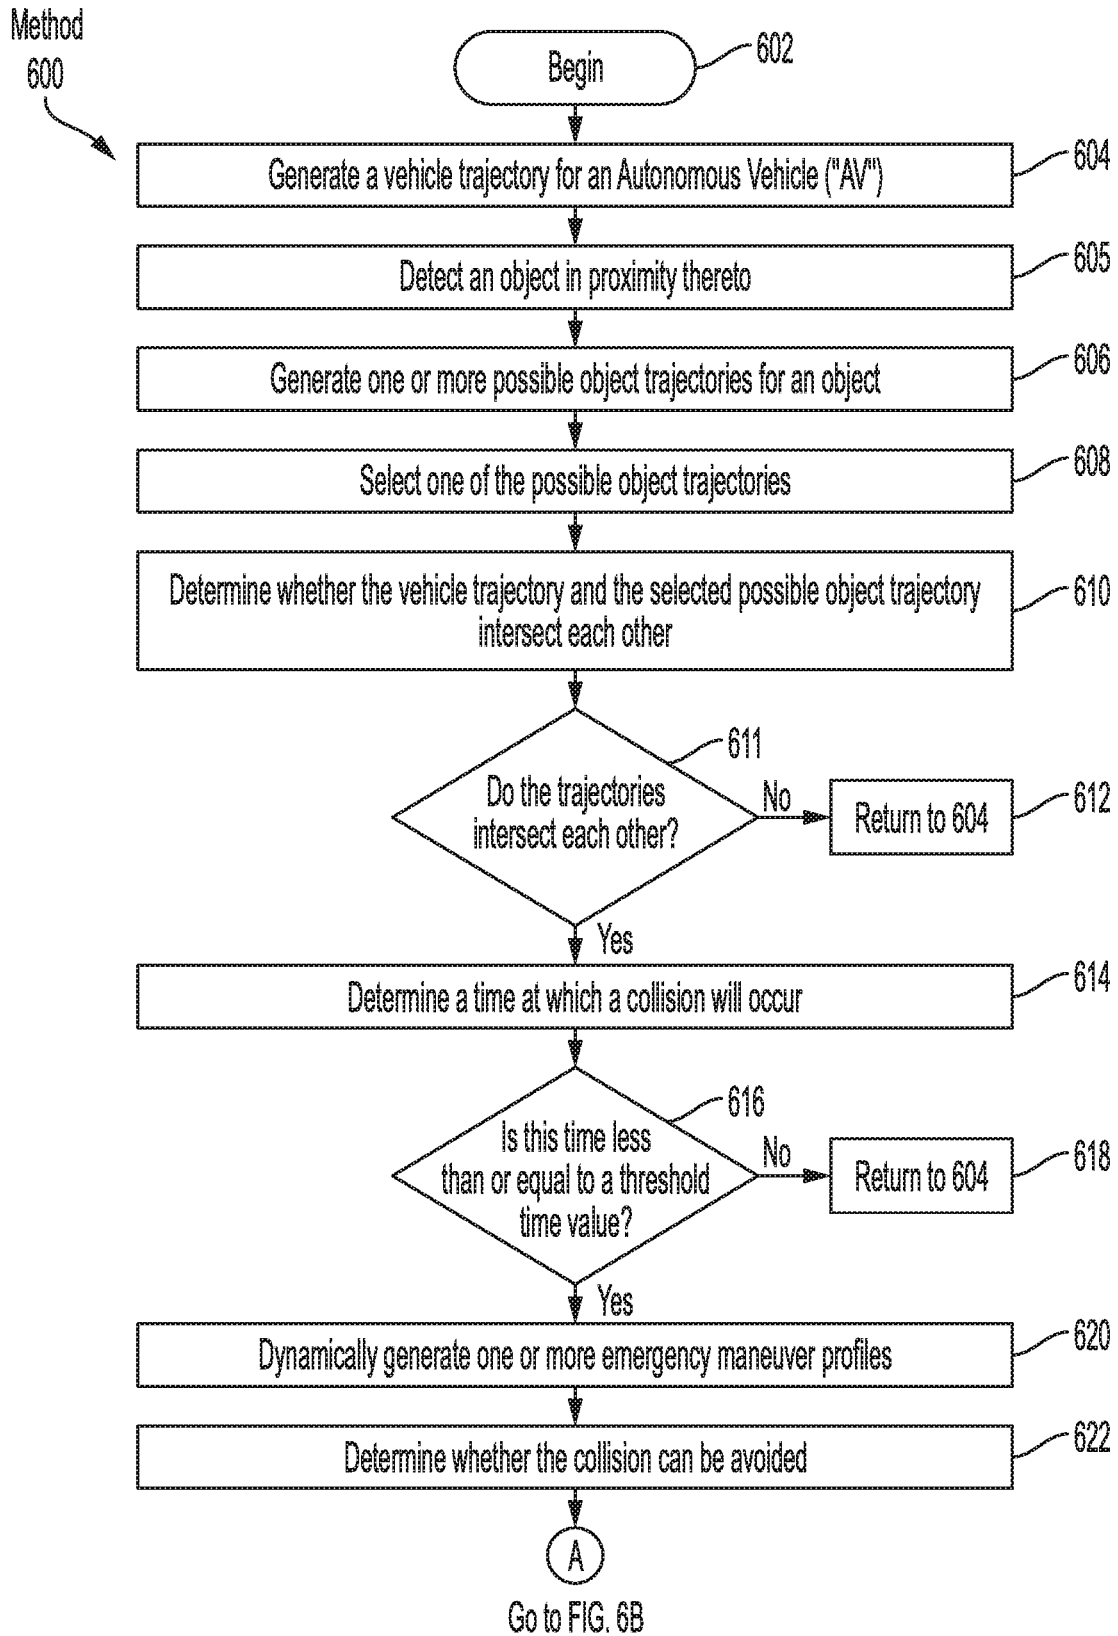 Method
600
Begin
602
Generate a vehicle trajectory for an Autonomous Vehicle ("AV")
604
Detect an object in proximity thereto
605
Generate one or more possible object trajectories for an object
606
Select one of the possible object trajectories
608
Determine whether the vehicle trajectory and the selected possible object trajectory
intersect each other
610
611
Do the trajectories
intersect each other?
No
Return to 604
612
Yes
Determine a time at which a collision will occur
614
616
Is this time less
than or equal to a threshold
time value?
No
Return to 604
618
Yes
Dynamically generate one or more emergency maneuver profiles
620
Determine whether the collision can be avoided
622
A
Go to FIG. 6B